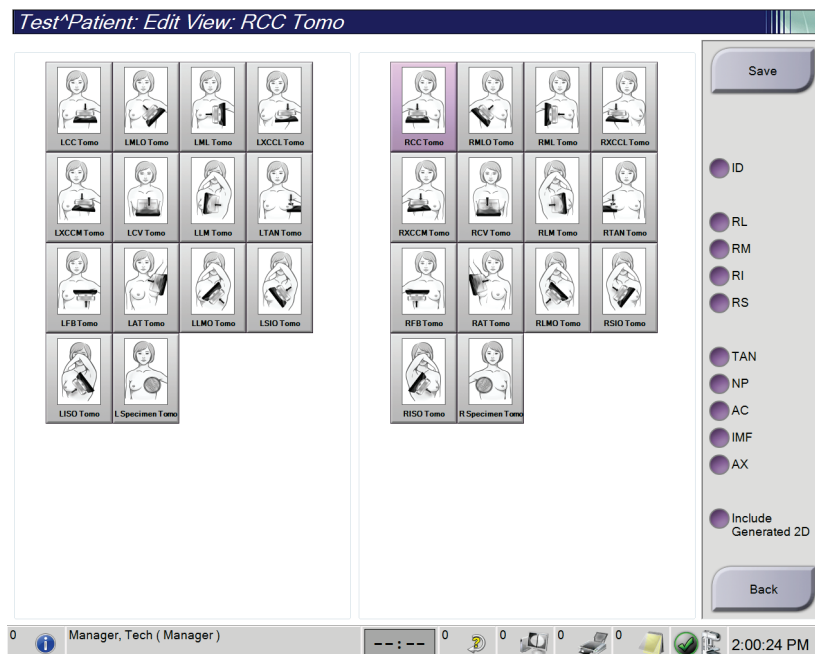 Test^Patient: Edit View: RCC Tomo
LCC Tomo LMLO Tomo LML Tomo LXCCL Tomo
LXCCM Tomo LCV Tomo LLM Tomo LTAN Tomo
LFB Tomo LAT Tomo LLMO Tomo LSIO Tomo
LISO Tomo L Specimen Tomo
RCC Tomo RMLO Tomo RML Tomo RXCCL Tomo
RXCCM Tomo RCV Tomo RLM Tomo RTAN Tomo
RFB Tomo RAT Tomo RLMO Tomo RSIO Tomo
RISO Tomo R Specimen Tomo
Save
ID
RL
RM
RI
RS
TAN
NP
AC
IMF
AX
Include
Generated 2D
Back
0 Manager, Tech ( Manager ) --:-- 0 0 0 0 2:00:24 PM